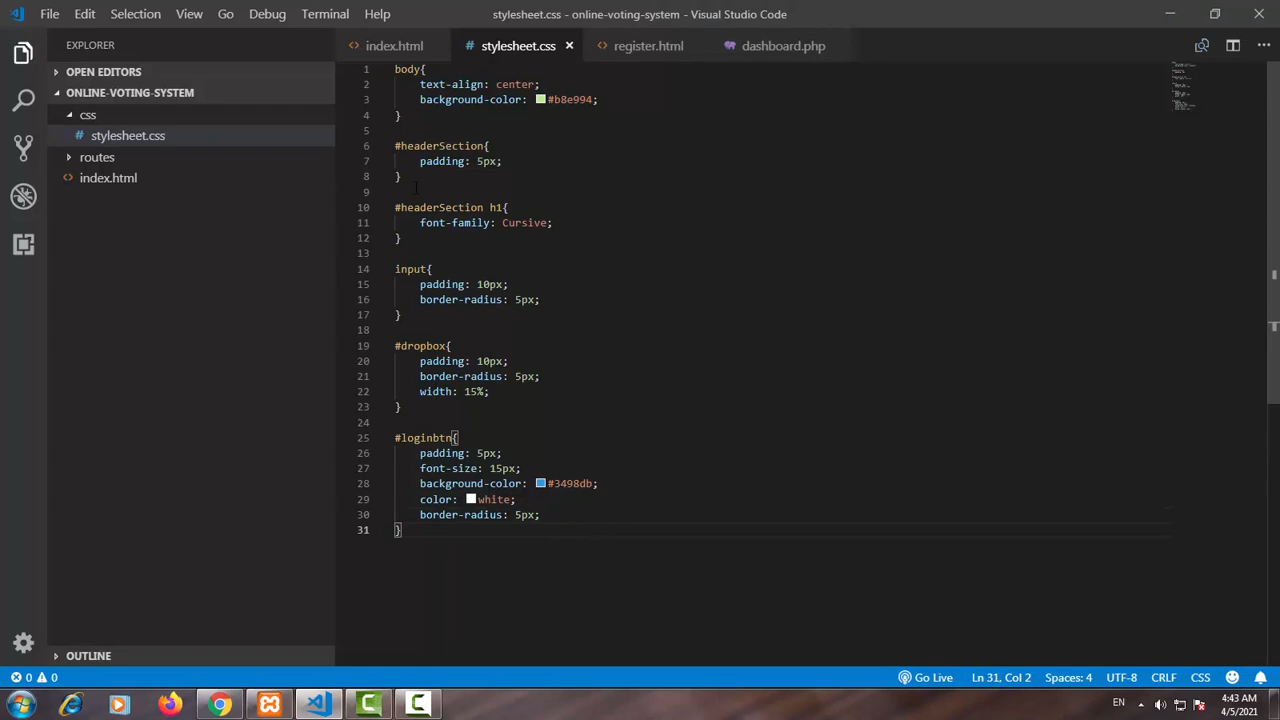 File Edit Selection View Go Debug Terminal Help
stylesheet.css - online-voting-system - Visual Studio Code
EXPLORER
OPEN EDITORS
ONLINE-VOTING-SYSTEM
css
# stylesheet.css
routes
<> index.html
<> index.html # stylesheet.css <> register.html dashboard.php
1 body{
2 text-align: center;
3 background-color: #b8e994;
4 }
5
6 #headerSection{
7 padding: 5px;
8 }
9
10 #headerSection h1{
11 font-family: Cursive;
12 }
13
14 input{
15 padding: 10px;
16 border-radius: 5px;
17 }
18
19 #dropbox{
20 padding: 10px;
21 border-radius: 5px;
22 width: 15%;
23 }
24
25 #loginbtn{
26 padding: 5px;
27 font-size: 15px;
28 background-color: #3498db;
29 color: white;
30 border-radius: 5px;
31 }
OUTLINE
0 0
Go Live Ln 31, Col 2 Spaces: 4 UTF-8 CRLF CSS
EN
4:43 AM
4/5/2021